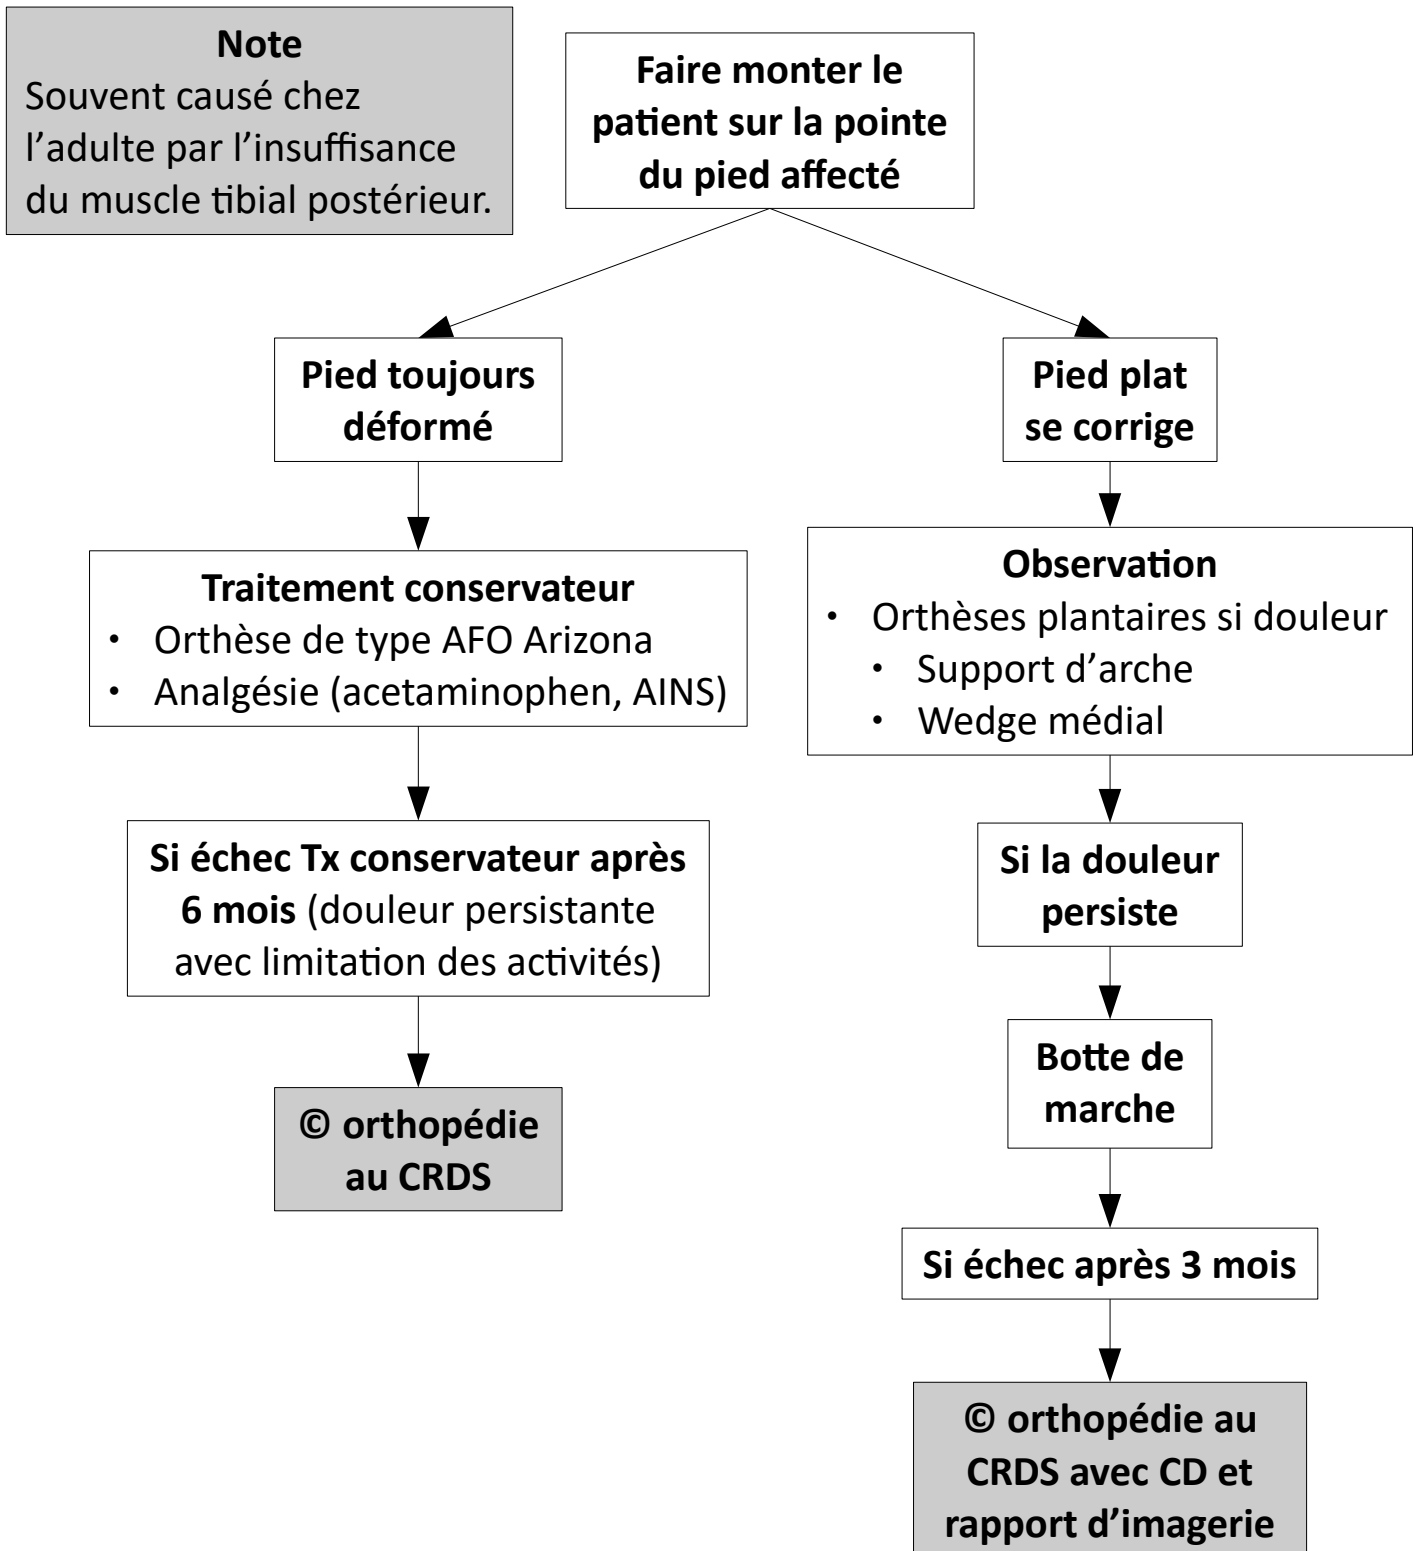 Note
Souvent causé chez
l’adulte par l’insuffisance
du muscle tibial postérieur.
Faire monter le
patient sur la pointe
du pied affecté
Pied toujours
déformé
Pied plat
se corrige
Traitement conservateur
• Orthèse de type AFO Arizona
• Analgésie (acetaminophen, AINS)
Observation
• Orthèses plantaires si douleur
• Support d’arche
• Wedge médial
Si échec Tx conservateur après
6 mois (douleur persistante
avec limitation des activités)
Si la douleur
persiste
© orthopédie
au CRDS
Botte de
marche
Si échec après 3 mois
© orthopédie au
CRDS avec CD et
rapport d’imagerie